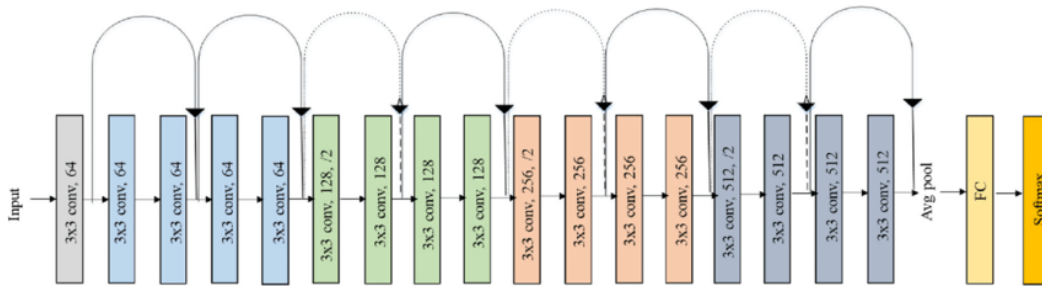 Input
3x3 conv, 64
3x3 conv, 64
3x3 conv, 64
3x3 conv, 64
3x3 conv, 64
3x3 conv, 128, /2
3x3 conv, 128
3x3 conv, 128
3x3 conv, 128
3x3 conv, 256, /2
3x3 conv, 256
3x3 conv, 256
3x3 conv, 256
3x3 conv, 512, /2
3x3 conv, 512
3x3 conv, 512
3x3 conv, 512
Avg pool
FC
Softmax